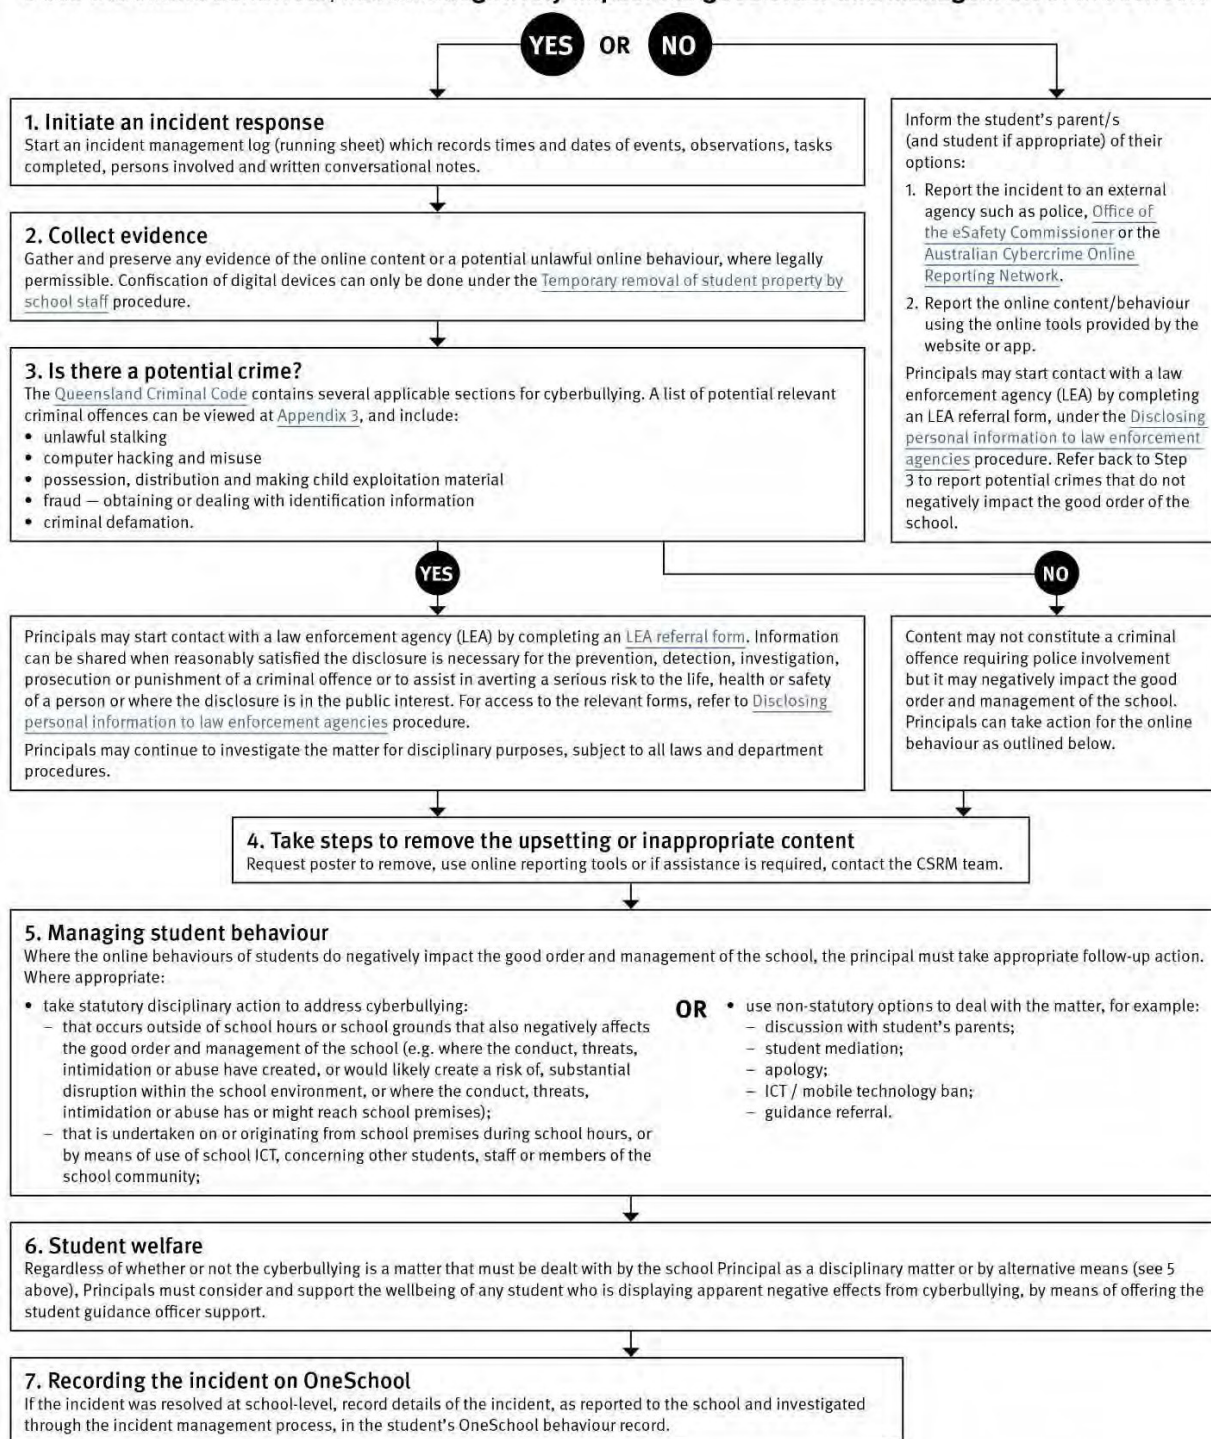 YES OR NO
1. Initiate an incident response
Start an incident management log (running sheet) which records times and dates of events, observations, tasks
completed, persons involved and written conversational notes.
2. Collect evidence
Gather and preserve any evidence of the online content or a potential unlawful online behaviour, where legally
permissible. Confiscation of digital devices can only be done under the Temporary removal of student property by
school staff procedure.
3. Is there a potential crime?
The Queensland Criminal Code contains several applicable sections for cyberbullying. A list of potential relevant
criminal offences can be viewed at Appendix 3, and include:
• unlawful stalking
• computer hacking and misuse
• possession, distribution and making child exploitation material
• fraud — obtaining or dealing with identification information
• criminal defamation.
Inform the student's parent/s
(and student if appropriate) of their
options:
1. Report the incident to an external
agency such as police, Office of
the eSafety Commissioner or the
Australian Cybercrime Online
Reporting Network.
2. Report the online content/behaviour
using the online tools provided by the
website or app.
Principals may start contact with a law
enforcement agency (LEA) by completing
an LEA referral form, under the Disclosing
personal information to law enforcement
agencies procedure. Refer back to Step
3 to report potential crimes that do not
negatively impact the good order of the
school.
YES
NO
Principals may start contact with a law enforcement agency (LEA) by completing an LEA referral form. Information
can be shared when reasonably satisfied the disclosure is necessary for the prevention, detection, investigation,
prosecution or punishment of a criminal offence or to assist in averting a serious risk to the life, health or safety
of a person or where the disclosure is in the public interest. For access to the relevant forms, refer to Disclosing
personal information to law enforcement agencies procedure.
Principals may continue to investigate the matter for disciplinary purposes, subject to all laws and department
procedures.
Content may not constitute a criminal
offence requiring police involvement
but it may negatively impact the good
order and management of the school.
Principals can take action for the online
behaviour as outlined below.
4. Take steps to remove the upsetting or inappropriate content
Request poster to remove, use online reporting tools or if assistance is required, contact the CSRM team.
5. Managing student behaviour
Where the online behaviours of students do negatively impact the good order and management of the school, the principal must take appropriate follow-up action.
Where appropriate:
• take statutory disciplinary action to address cyberbullying:
– that occurs outside of school hours or school grounds that also negatively affects
the good order and management of the school (e.g. where the conduct, threats,
intimidation or abuse have created, or would likely create a risk of, substantial
disruption within the school environment, or where the conduct, threats,
intimidation or abuse has or might reach school premises);
– that is undertaken on or originating from school premises during school hours, or
by means of use of school ICT, concerning other students, staff or members of the
school community;
OR
• use non-statutory options to deal with the matter, for example:
– discussion with student's parents;
– student mediation;
– apology;
– ICT / mobile technology ban;
– guidance referral.
6. Student welfare
Regardless of whether or not the cyberbullying is a matter that must be dealt with by the school Principal as a disciplinary matter or by alternative means (see 5
above), Principals must consider and support the wellbeing of any student who is displaying apparent negative effects from cyberbullying, by means of offering the
student guidance officer support.
7. Recording the incident on OneSchool
If the incident was resolved at school-level, record details of the incident, as reported to the school and investigated
through the incident management process, in the student's OneSchool behaviour record.